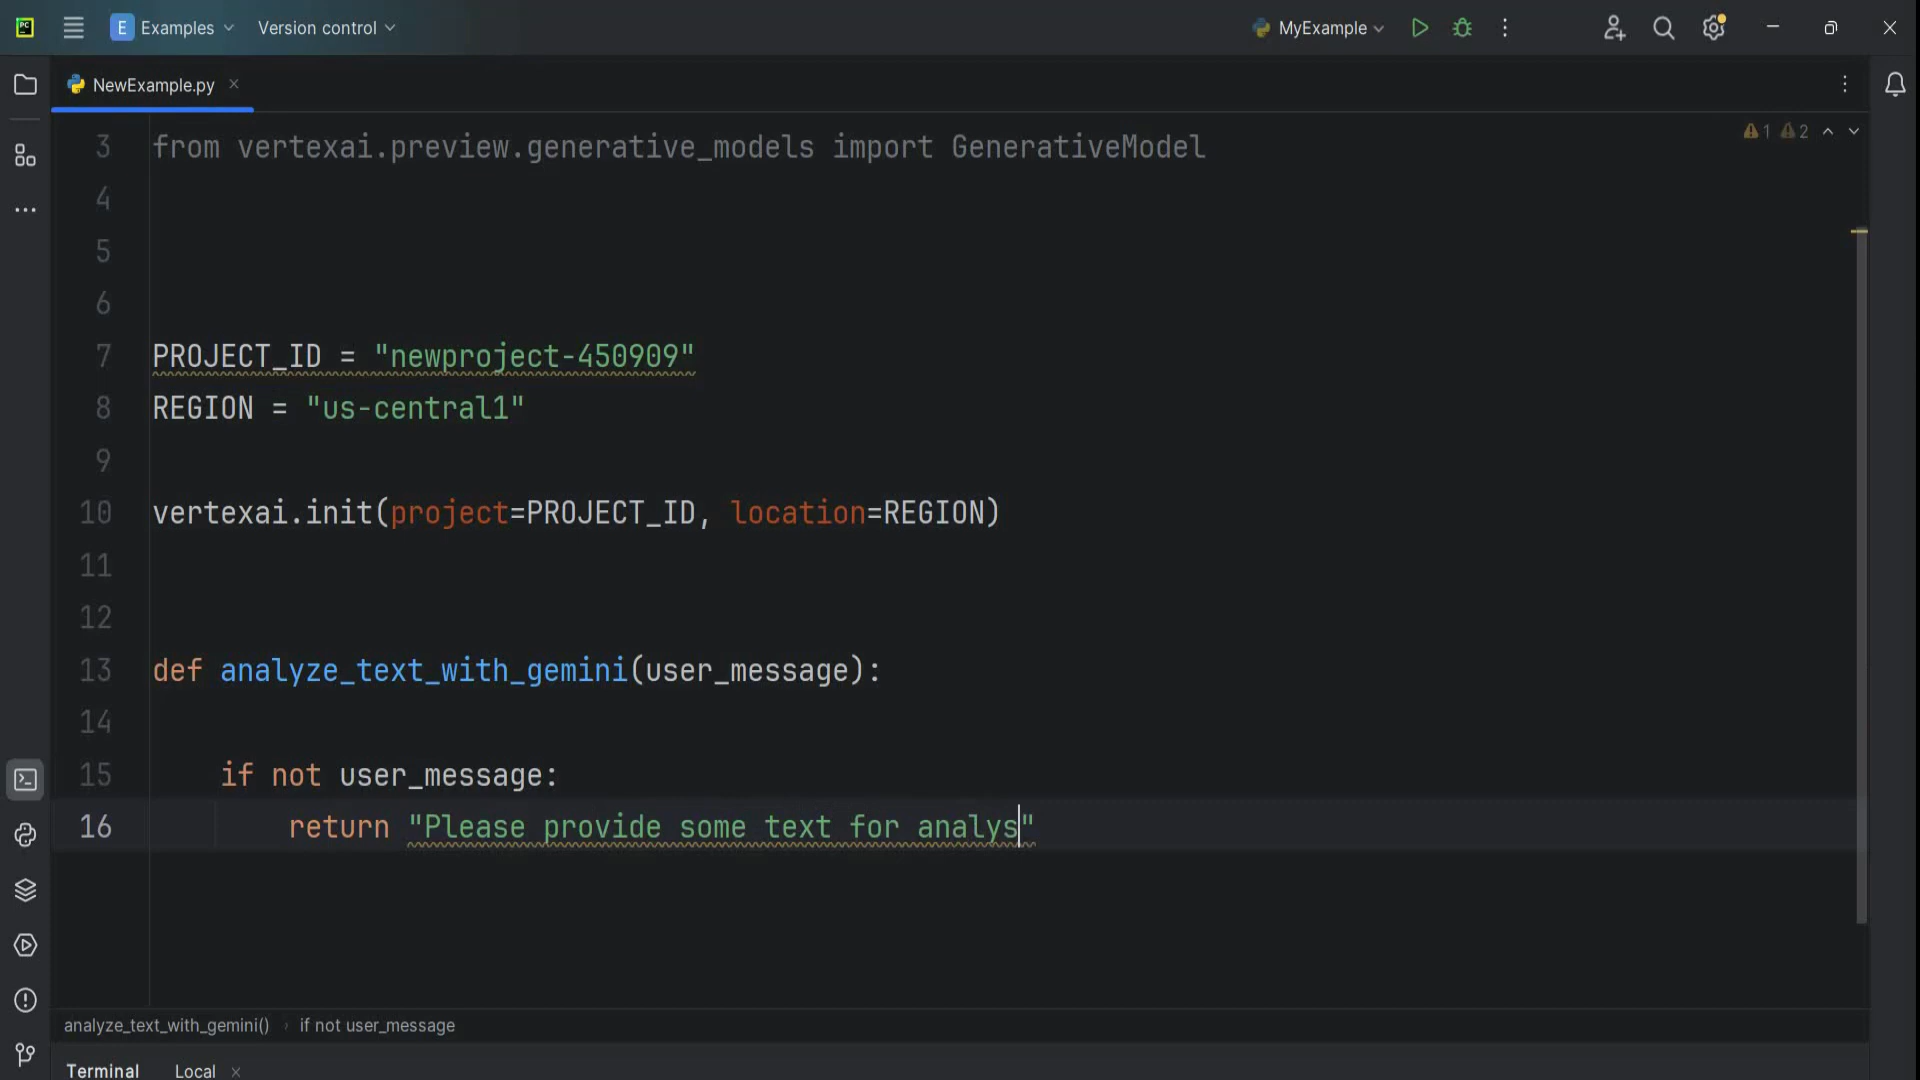 PC E Examples Version control MyExample
NewExample.py
1 2
3 from vertexai.preview.generative_models import GenerativeModel
4
5
6
7 PROJECT_ID = "newproject-450909"
8 REGION = "us-central1"
9
10 vertexai.init(project=PROJECT_ID, location=REGION)
11
12
13 def analyze_text_with_gemini(user_message):
14
15 if not user_message:
16 return "Please provide some text for analys"
analyze_text_with_gemini() › if not user_message
Terminal Local